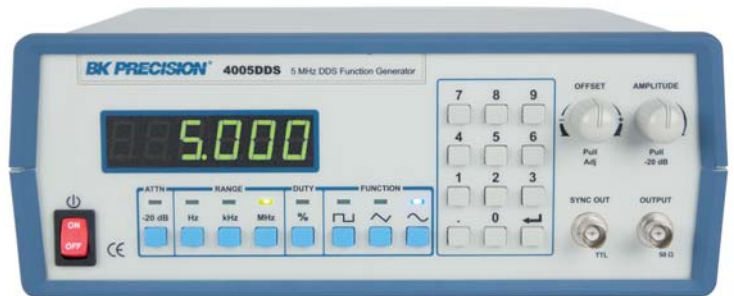 BK PRECISION® 4005DDS 5 MHz DDS Function Generator
5.000
ATTN RANGE DUTY FUNCTION
-20 dB Hz kHz MHz %
ON
OFF
CE
7 8 9
4 5 6
1 2 3
. 0
OFFSET AMPLITUDE
Pull Adj
Pull -20 dB
SYNC OUT OUTPUT
TTL 50 Ω